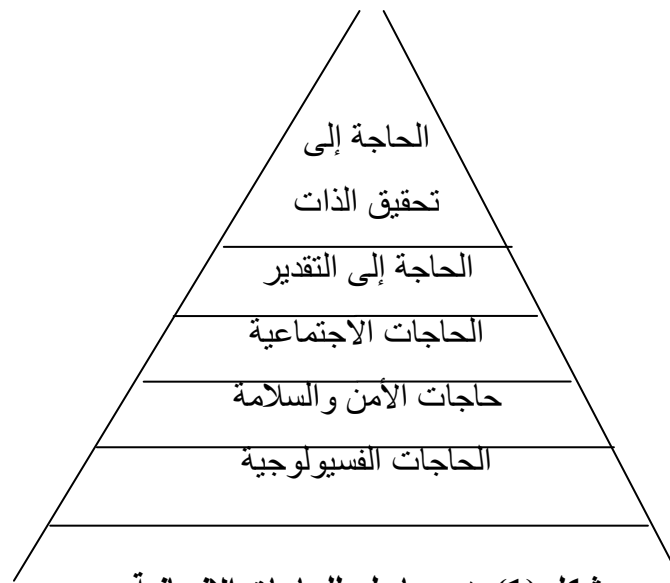 الحاجة إلى
تحقيق الذات
الحاجة إلى التقدير
الحاجات الاجتماعية
حاجات الأمن والسلامة
الحاجات الفسيولوجية